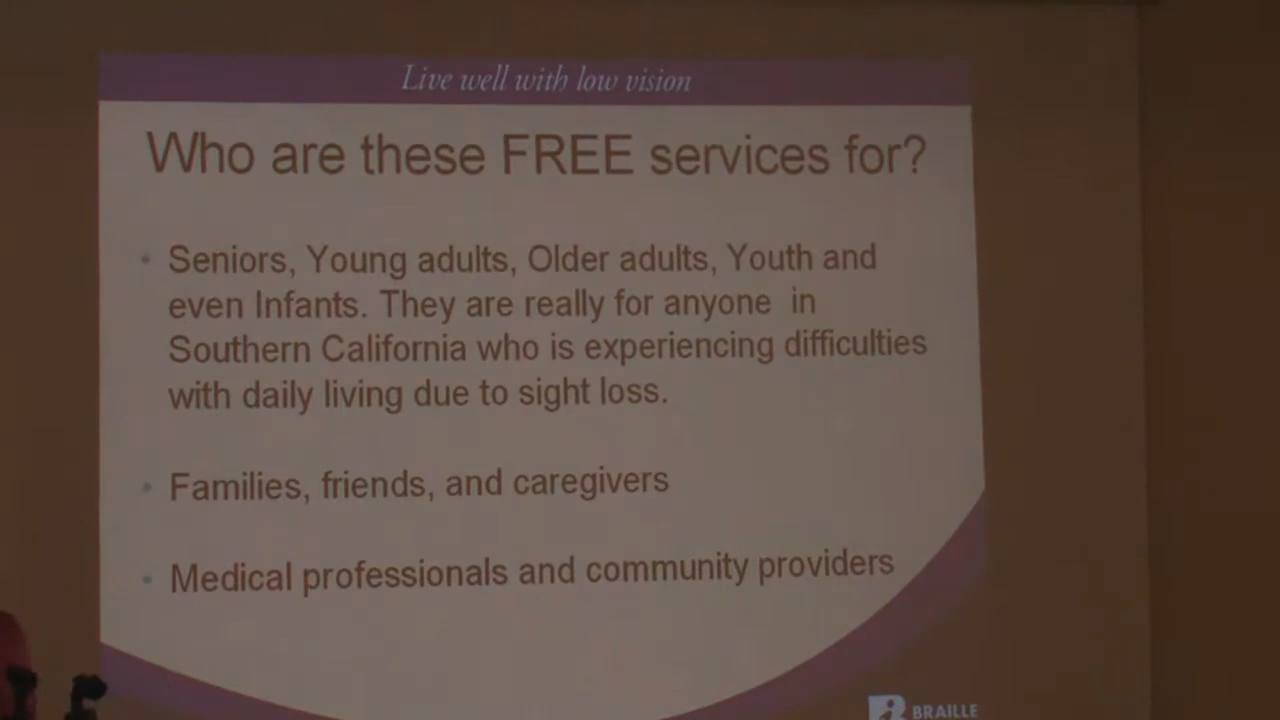 Live well with low vision
Who are these FREE services for?
• Seniors, Young adults, Older adults, Youth and
even Infants. They are really for anyone in
Southern California who is experiencing difficulties
with daily living due to sight loss.
• Families, friends, and caregivers
• Medical professionals and community providers
BRAILLE